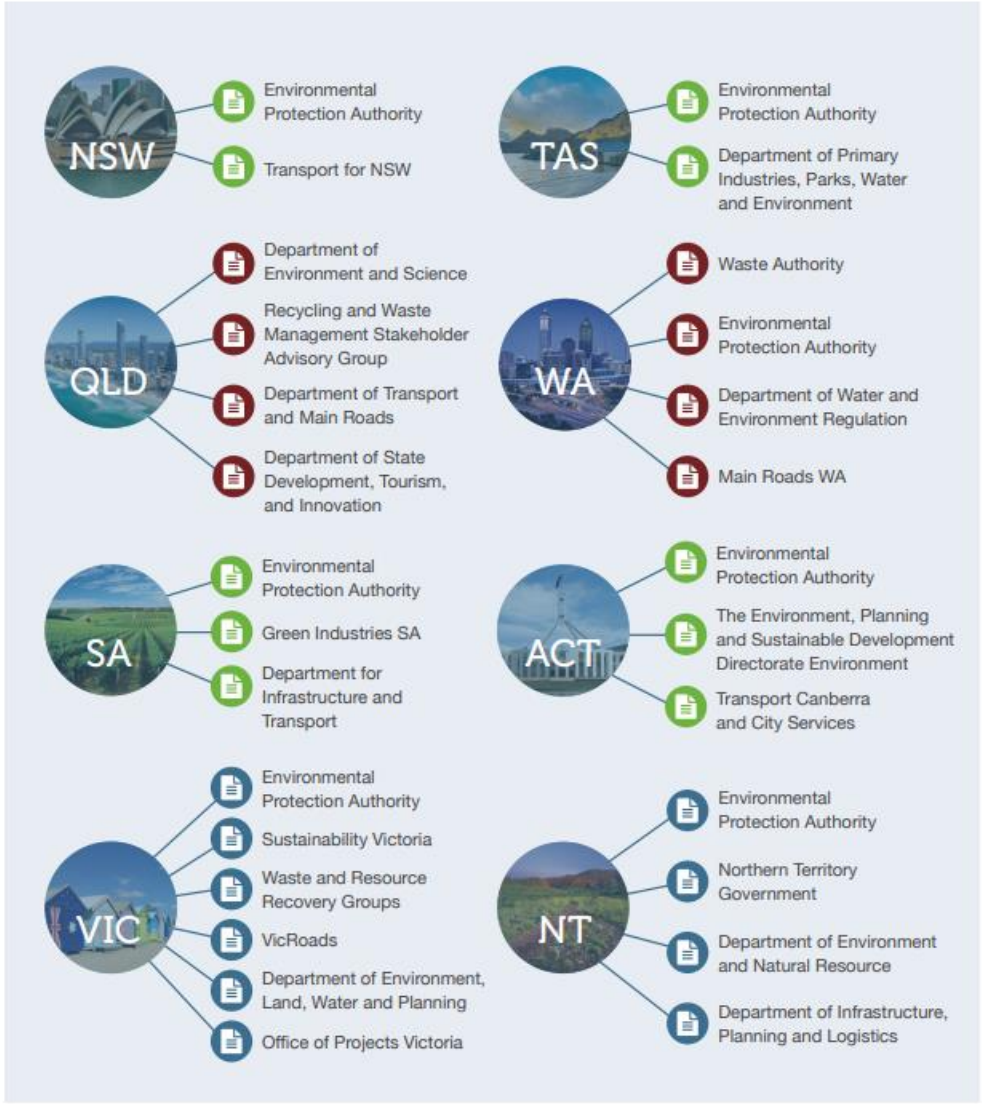 NSW
Environmental
Protection Authority
Transport for NSW
TAS
Environmental
Protection Authority
Department of Primary
Industries, Parks, Water
and Environment
QLD
Department of
Environment and Science
Recycling and Waste
Management Stakeholder
Advisory Group
Department of Transport
and Main Roads
Department of State
Development, Tourism,
and Innovation
WA
Waste Authority
Environmental
Protection Authority
Department of Water and
Environment Regulation
Main Roads WA
SA
Environmental
Protection Authority
Green Industries SA
Department for
Infrastructure and
Transport
ACT
Environmental
Protection Authority
The Environment, Planning
and Sustainable Development
Directorate Environment
Transport Canberra
and City Services
VIC
Environmental
Protection Authority
Sustainability Victoria
Waste and Resource
Recovery Groups
VicRoads
Department of Environment,
Land, Water and Planning
Office of Projects Victoria
NT
Environmental
Protection Authority
Northern Territory
Government
Department of Environment
and Natural Resource
Department of Infrastructure,
Planning and Logistics